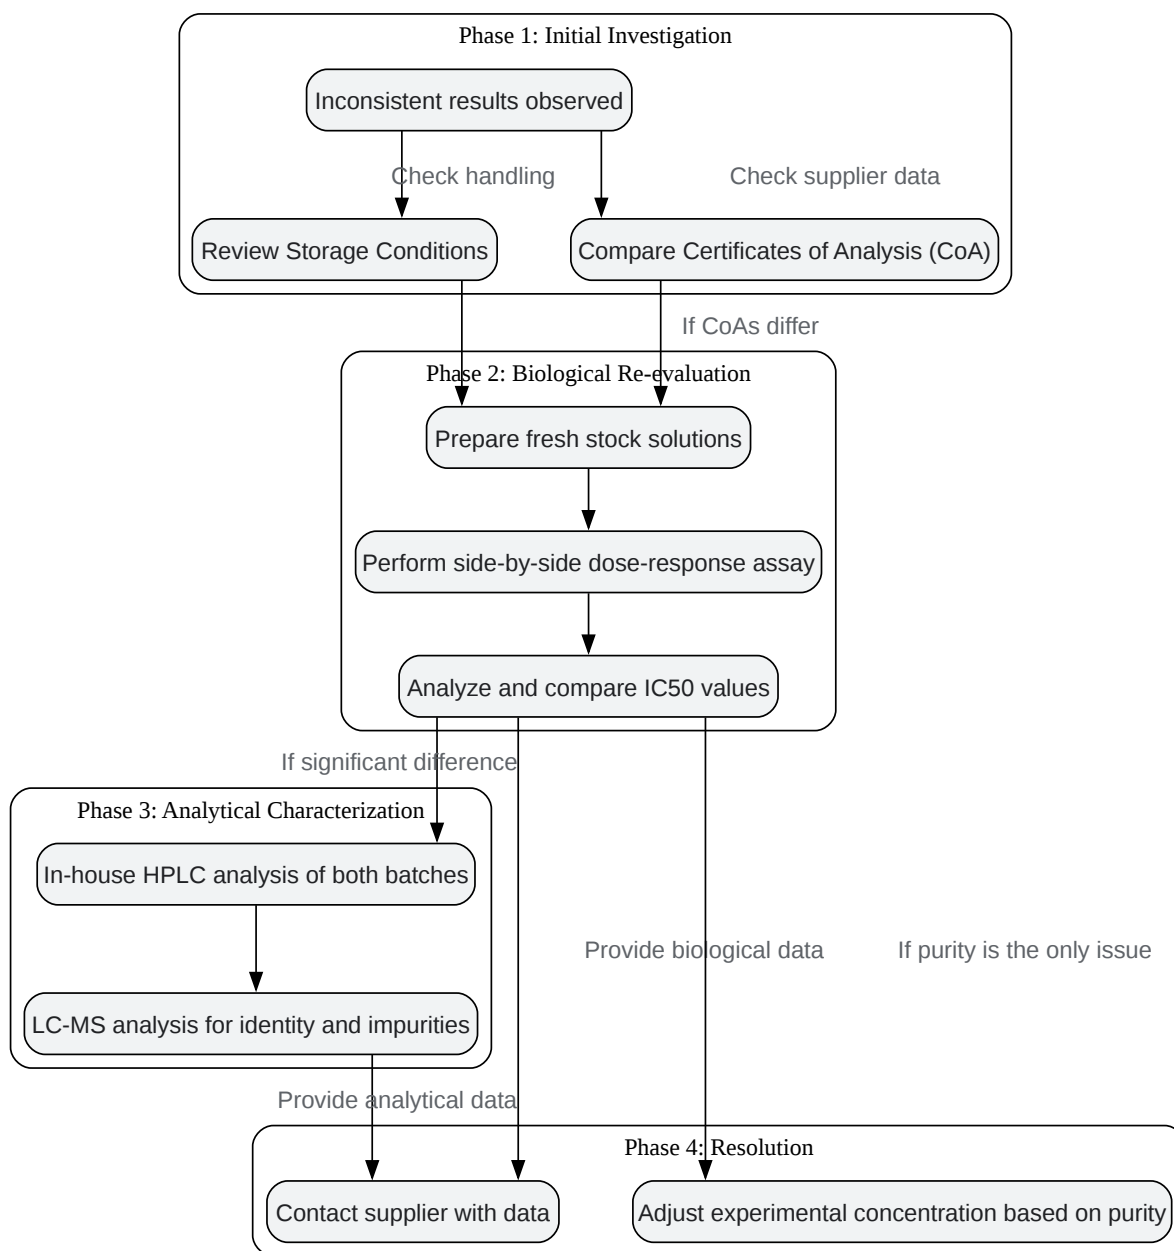 Phase 1: Initial Investigation
Inconsistent results observed
Check handling
Check supplier data
Review Storage Conditions
Compare Certificates of Analysis (CoA)
If CoAs differ
Phase 2: Biological Re-evaluation
Prepare fresh stock solutions
Perform side-by-side dose-response assay
Analyze and compare IC50 values
If significant difference
Phase 3: Analytical Characterization
In-house HPLC analysis of both batches
Provide biological data
If purity is the only issue
LC-MS analysis for identity and impurities
Provide analytical data
Phase 4: Resolution
Contact supplier with data
Adjust experimental concentration based on purity